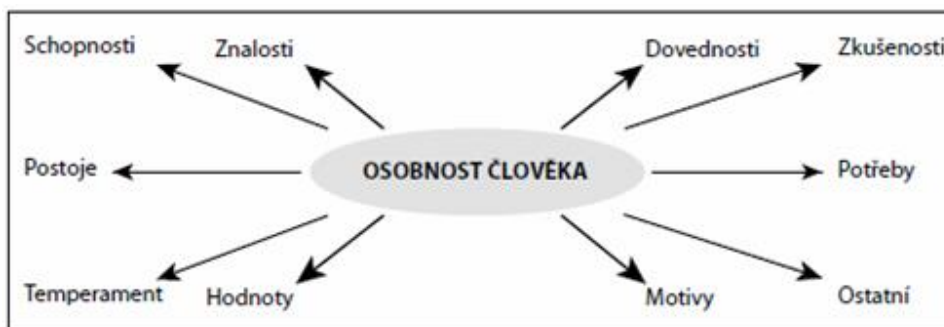 Schopnosti
Znalosti
Dovednosti
Zkušenosti
Postoje
OSOBNOST ČLOVĚKA
Potřeby
Temperament
Hodnoty
Motivy
Ostatní